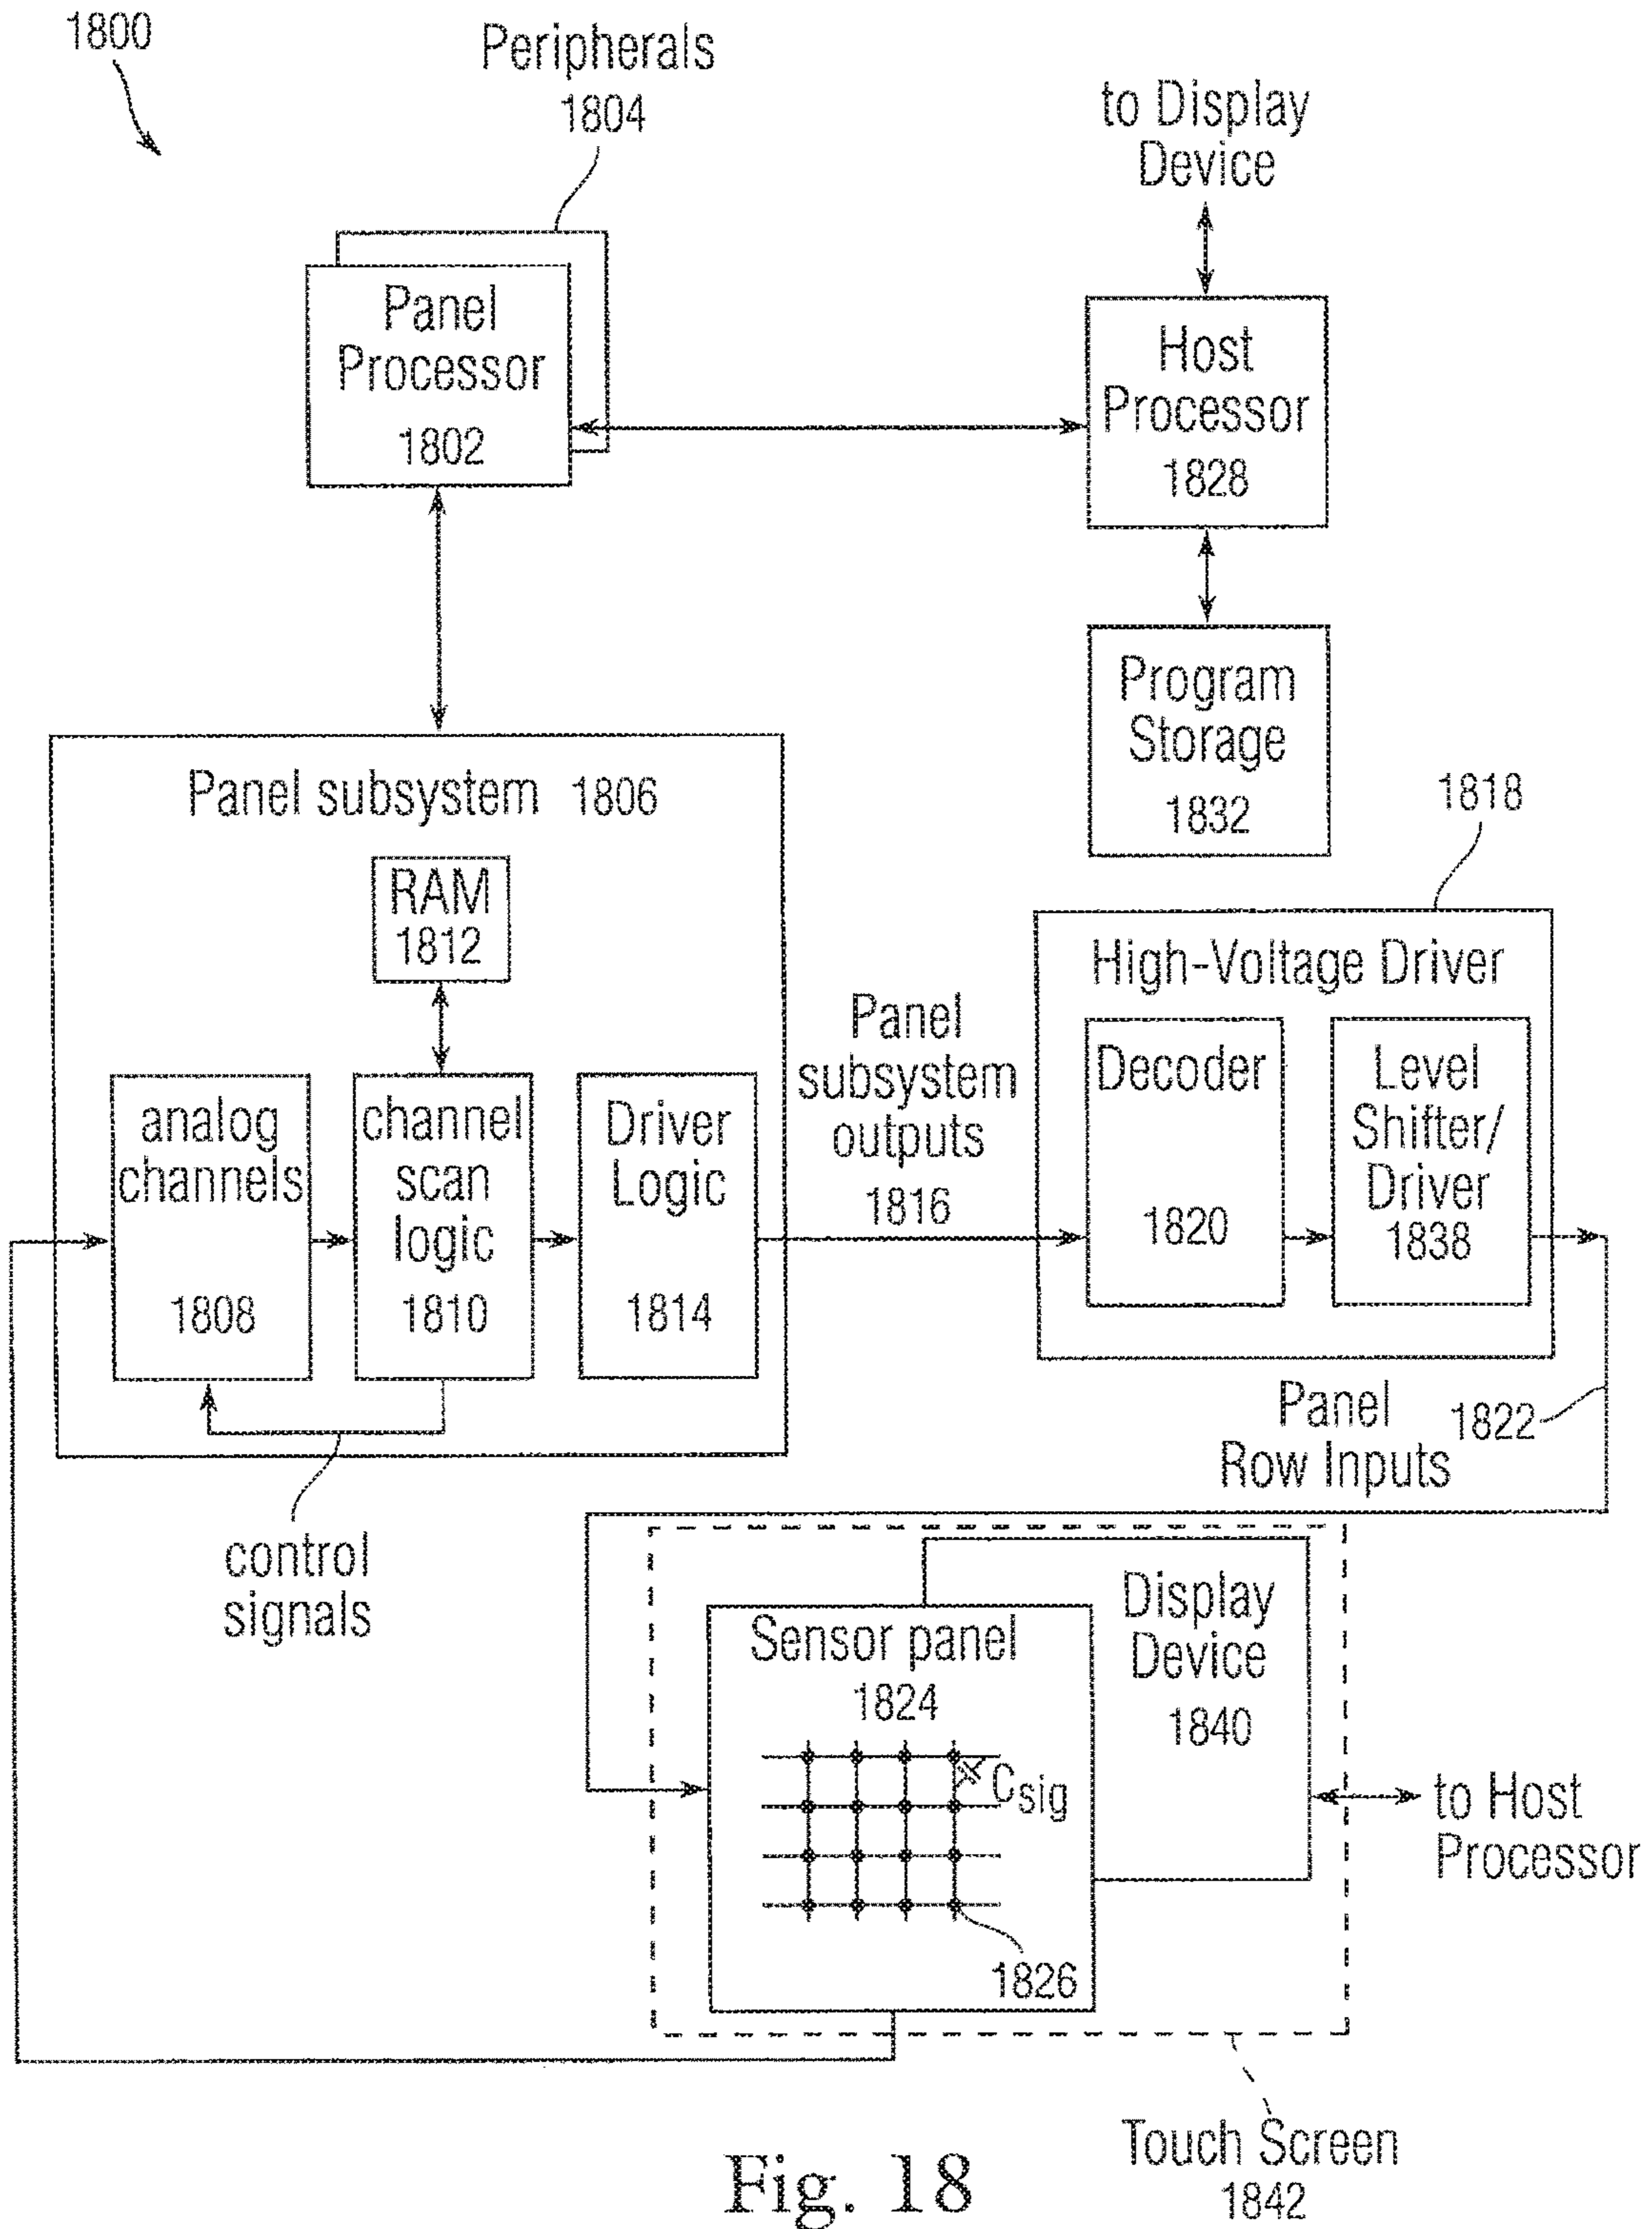 1800
Peripherals
1804
to Display
Device
Panel
Processor
1802
Host
Processor
1828
Program
Storage
1832
Panel subsystem 1806
RAM
1812
analog
channels
1808
channel
scan
logic
1810
Driver
Logic
1814
control
signals
Panel
subsystem
outputs
1816
1818
High-Voltage Driver
Decoder
1820
Level
Shifter/
Driver
1838
Panel
Row Inputs
1822
Sensor panel
1824
Csig
1826
Display
Device
1840
to Host
Processor
Touch Screen
1842
Fig. 18